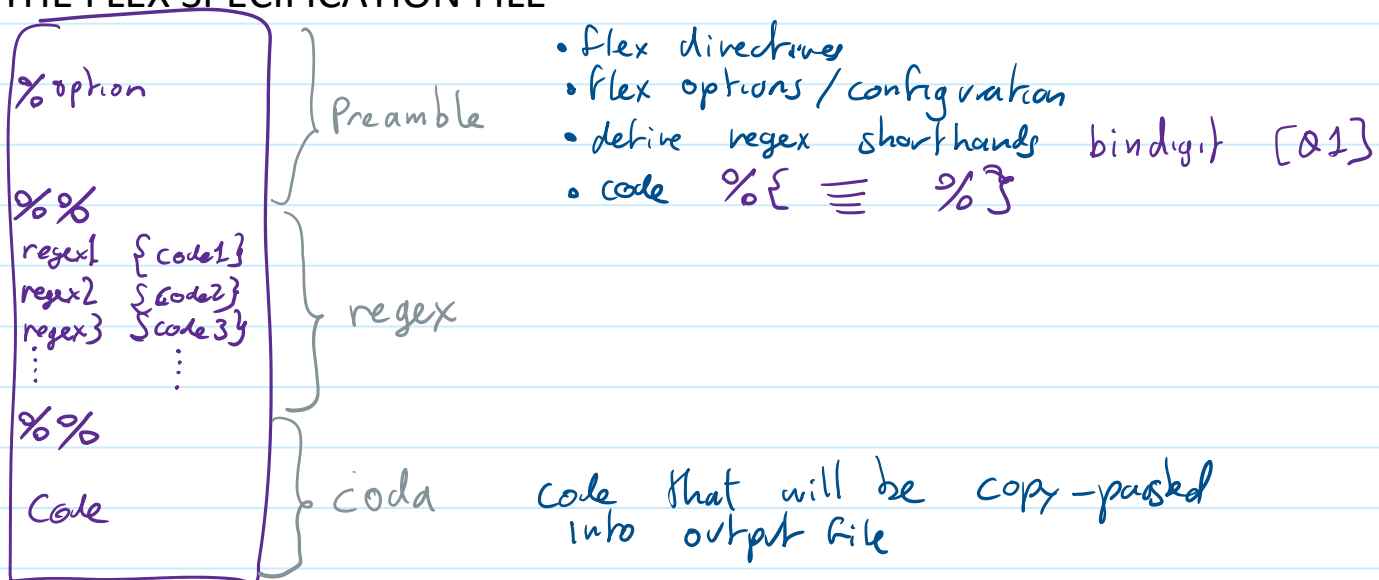 THE FLEX SPECIFICATION FILE
%option
Preamble
• flex directives
• flex options / configuration
• define regex shorthands bindigit [01]
• code %{ %}
%%
regex1 {code1}
regex2 {code2}
regex3 {code3}
regex
%%
Code
coda
code that will be copy-pasted
into output file